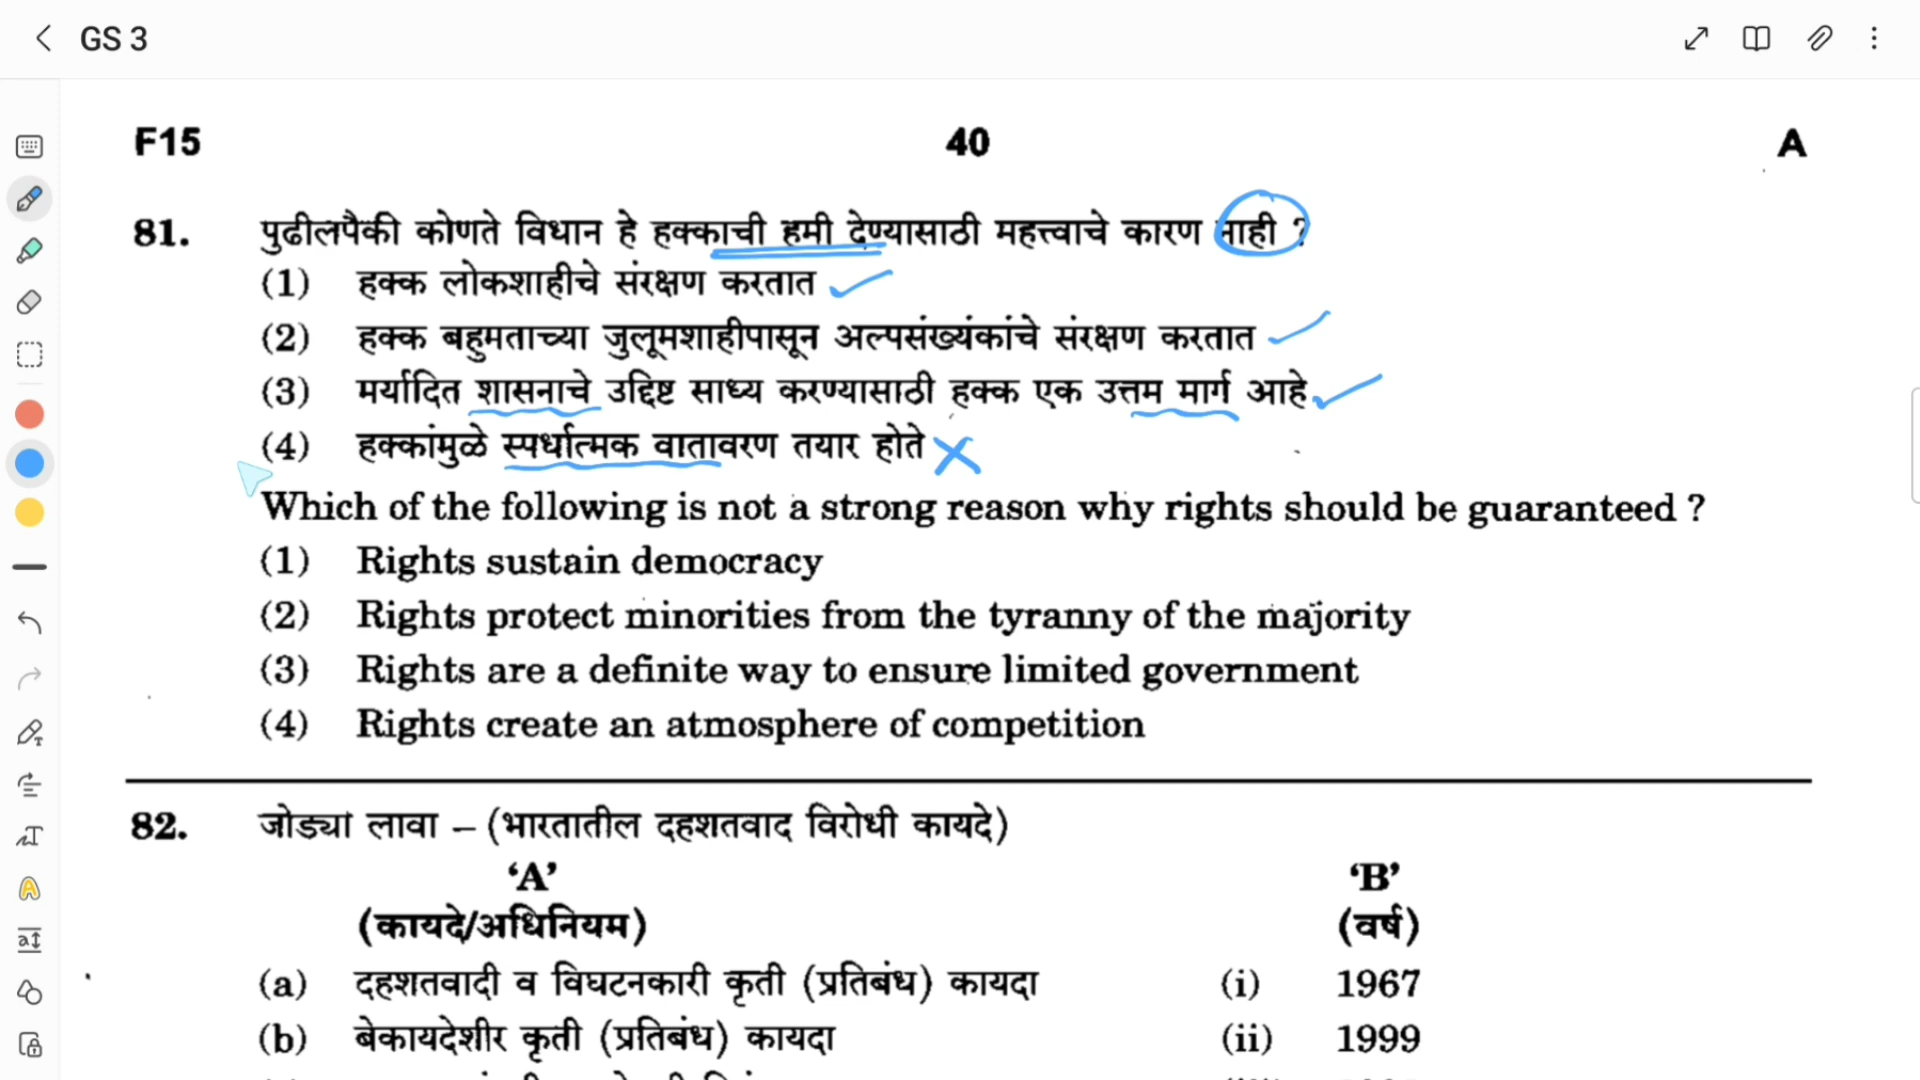 GS 3
F15 40 A
81. पुढीलपैकी कोणते विधान हे हक्काची हमी देण्यासाठी महत्त्वाचे कारण नाही ?
(1) हक्क लोकशाहीचे संरक्षण करतात
(2) हक्क बहुमताच्या जुलूमशाहीपासून अल्पसंख्यंकांचे संरक्षण करतात
(3) मर्यादित शासनाचे उद्दिष्ट साध्य करण्यासाठी हक्क एक उत्तम मार्ग आहे
(4) हक्कांमुळे स्पर्धात्मक वातावरण तयार होते
Which of the following is not a strong reason why rights should be guaranteed ?
(1) Rights sustain democracy
(2) Rights protect minorities from the tyranny of the majority
(3) Rights are a definite way to ensure limited government
(4) Rights create an atmosphere of competition
82. जोड्या लावा – (भारतातील दहशतवाद विरोधी कायदे)
‘A’ ‘B’
(कायदे/अधिनियम) (वर्ष)
(a) दहशतवादी व विघटनकारी कृती (प्रतिबंध) कायदा (i) 1967
(b) बेकायदेशीर कृती (प्रतिबंध) कायदा (ii) 1999